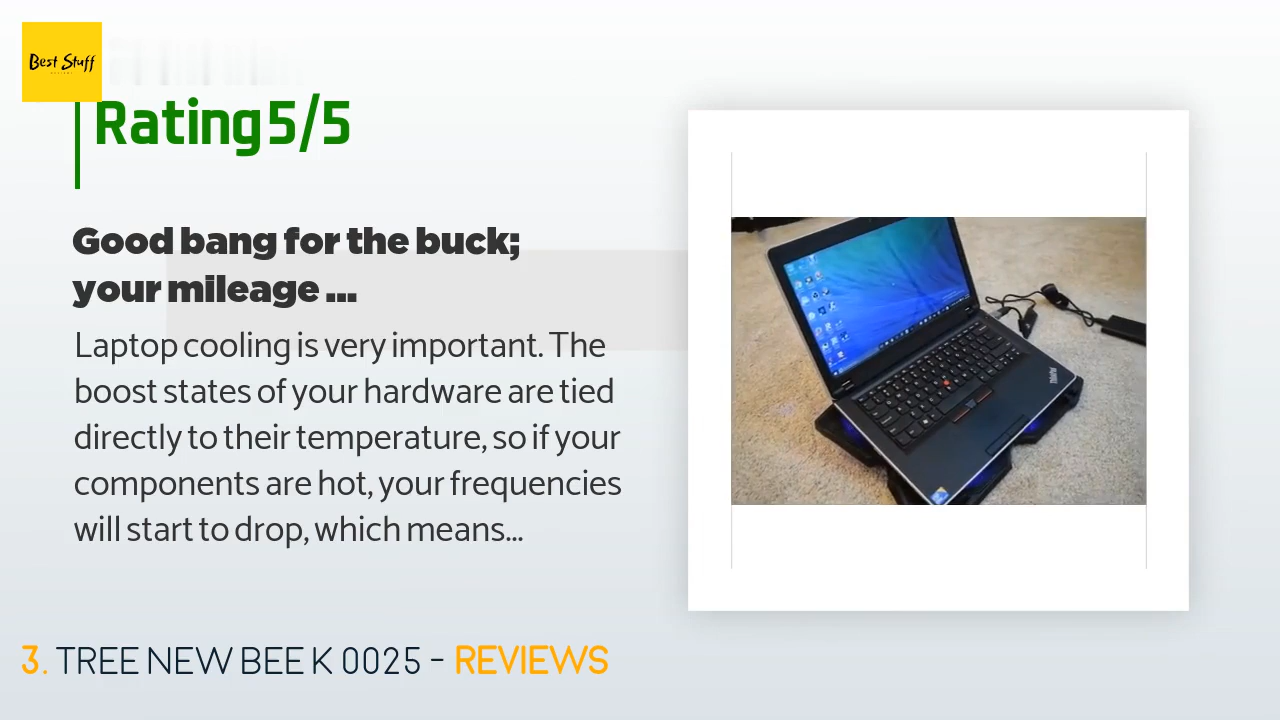 Best Stuff
Rating 5/5
Good bang for the buck;
your mileage ...
Laptop cooling is very important. The
boost states of your hardware are tied
directly to their temperature, so if your
components are hot, your frequencies
will start to drop, which means...
ThinkPad
3. TREE NEW BEE K 0025 - REVIEWS